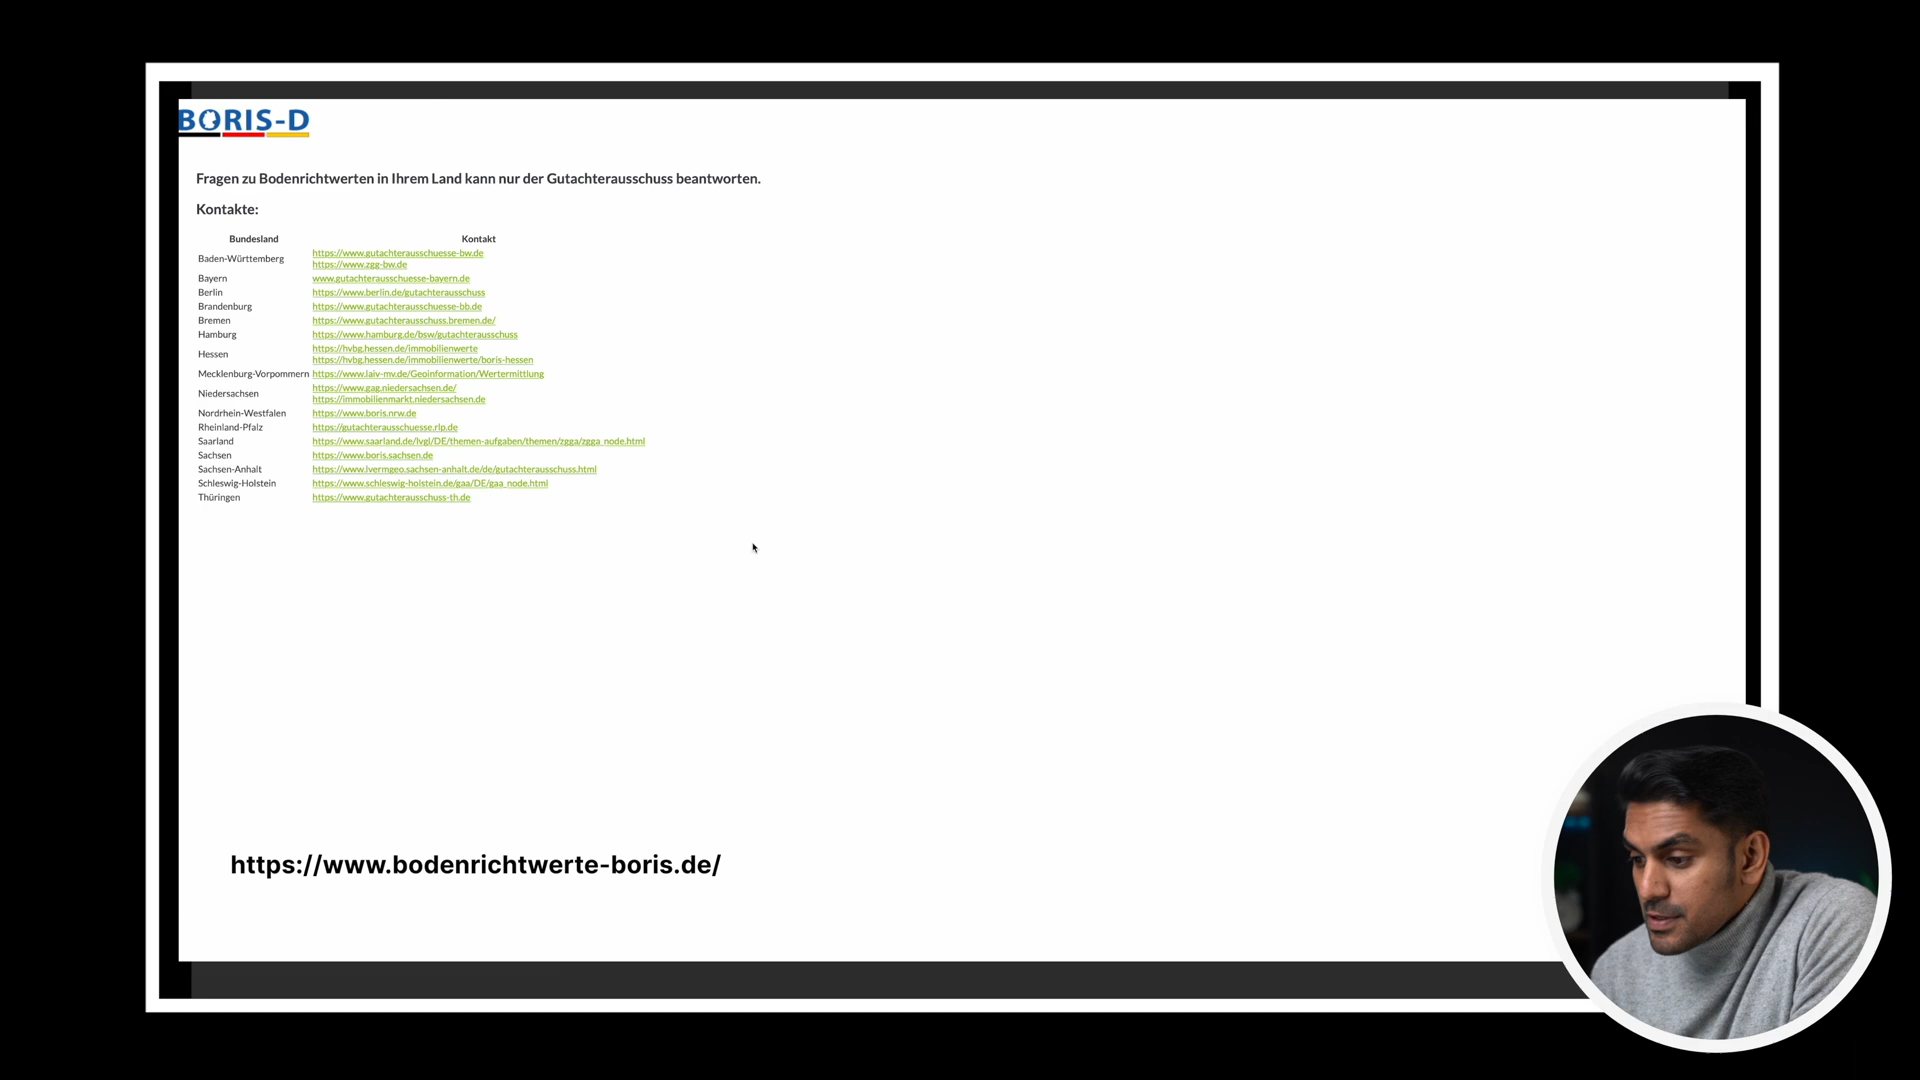 BORIS-D
Fragen zu Bodenrichtwerten in Ihrem Land kann nur der Gutachterausschuss beantworten.
Kontakte:
Bundesland Kontakt
Baden-Württemberg https://www.gutachterausschuesse-bw.de
https://www.zgg-bw.de
Bayern www.gutachterausschuesse-bayern.de
Berlin https://www.berlin.de/gutachterausschuss
Brandenburg https://www.gutachterausschuesse-bb.de
Bremen https://www.gutachterausschuss.bremen.de/
Hamburg https://www.hamburg.de/bsw/gutachterausschuss
Hessen https://hvbg.hessen.de/immobilienwerte
https://hvbg.hessen.de/immobilienwerte/boris-hessen
Mecklenburg-Vorpommern https://www.laiv-mv.de/Geoinformation/Wertermittlung
Niedersachsen https://www.gag.niedersachsen.de/
https://immobilienmarkt.niedersachsen.de
Nordrhein-Westfalen https://www.boris.nrw.de
Rheinland-Pfalz https://gutachterausschuesse.rlp.de
Saarland https://www.saarland.de/lvgl/DE/themen-aufgaben/themen/zgga/zgga_node.html
Sachsen https://www.boris.sachsen.de
Sachsen-Anhalt https://www.lvermgeo.sachsen-anhalt.de/de/gutachterausschuss.html
Schleswig-Holstein https://www.schleswig-holstein.de/gaa/DE/gaa_node.html
Thüringen https://www.gutachterausschuss-th.de
https://www.bodenrichtwerte-boris.de/